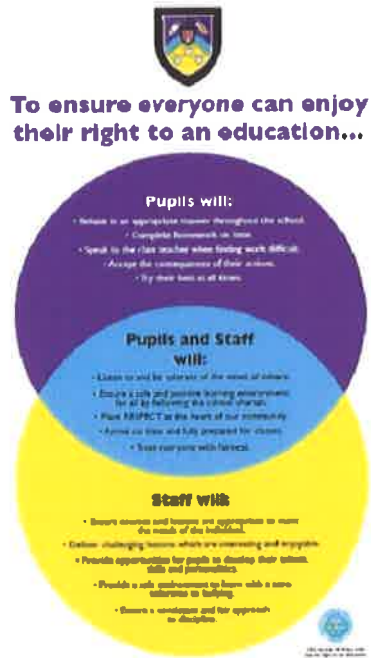 To ensure everyone can enjoy
their right to an education...
Pupils will:
• Behave in an appropriate manner throughout the school.
• Complete homework on time.
• Speak to the class teacher when finding work difficult.
• Accept the consequences of their actions.
• Try their best at all times.
Pupils and Staff
will:
• Listen to and be tolerant of the views of others.
• Ensure a safe and positive learning environment
for all by following the school charter.
• Place RESPECT at the heart of our community.
• Arrive on time and fully prepared for classes.
• Treat everyone with fairness.
Staff will:
• Ensure courses and lessons are appropriate to meet
the needs of the individual.
• Deliver challenging lessons which are interesting and enjoyable.
• Provide opportunities for pupils to develop their talents,
skills and personalities.
• Provide a safe environment to learn with a zero
tolerance to bullying.
• Ensure a consistent and fair approach
to discipline.